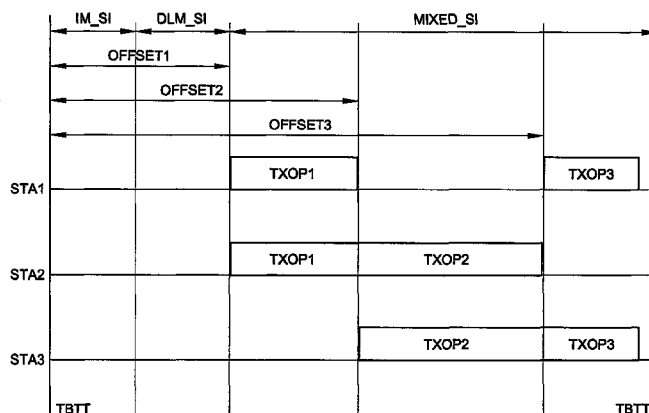 IM_SI DLM_SI MIXED_SI
OFFSET1
OFFSET2
OFFSET3
STA1 TXOP1 TXOP3
STA2 TXOP1 TXOP2
STA3 TXOP2 TXOP3
TBTT TBTT